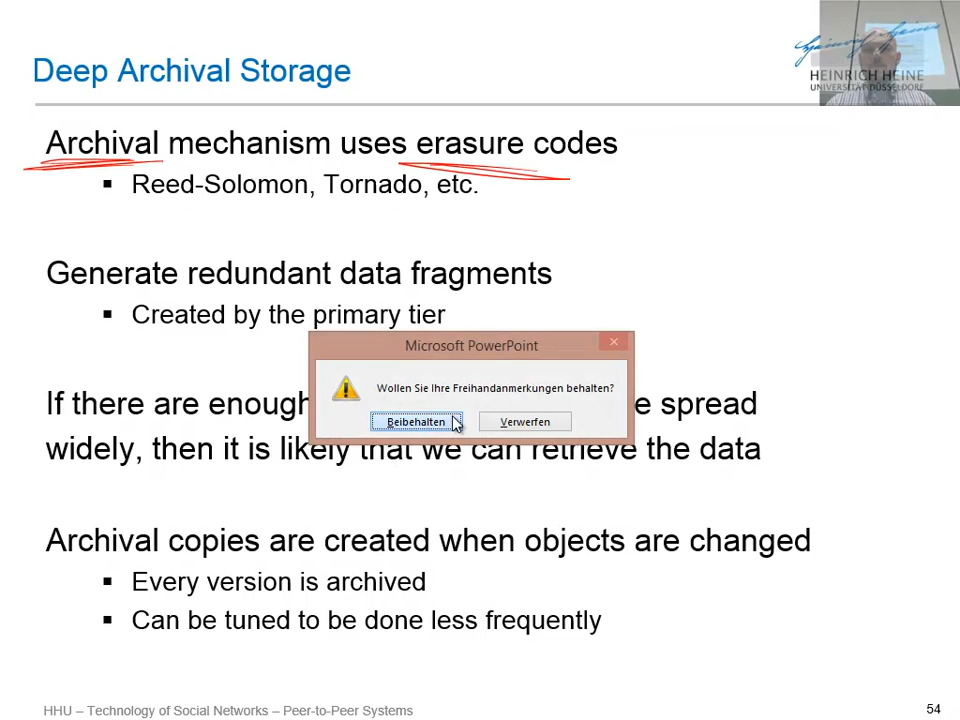 Deep Archival Storage
HEINRICH HEINE
UNIVERSITÄT DÜSSELDORF
Archival mechanism uses erasure codes
▪ Reed-Solomon, Tornado, etc.
Generate redundant data fragments
▪ Created by the primary tier
Microsoft PowerPoint
Wollen Sie Ihre Freihandanmerkungen behalten?
Beibehalten
Verwerfen
If there are enough e spread
widely, then it is likely that we can retrieve the data
Archival copies are created when objects are changed
▪ Every version is archived
▪ Can be tuned to be done less frequently
HHU – Technology of Social Networks – Peer-to-Peer Systems
54